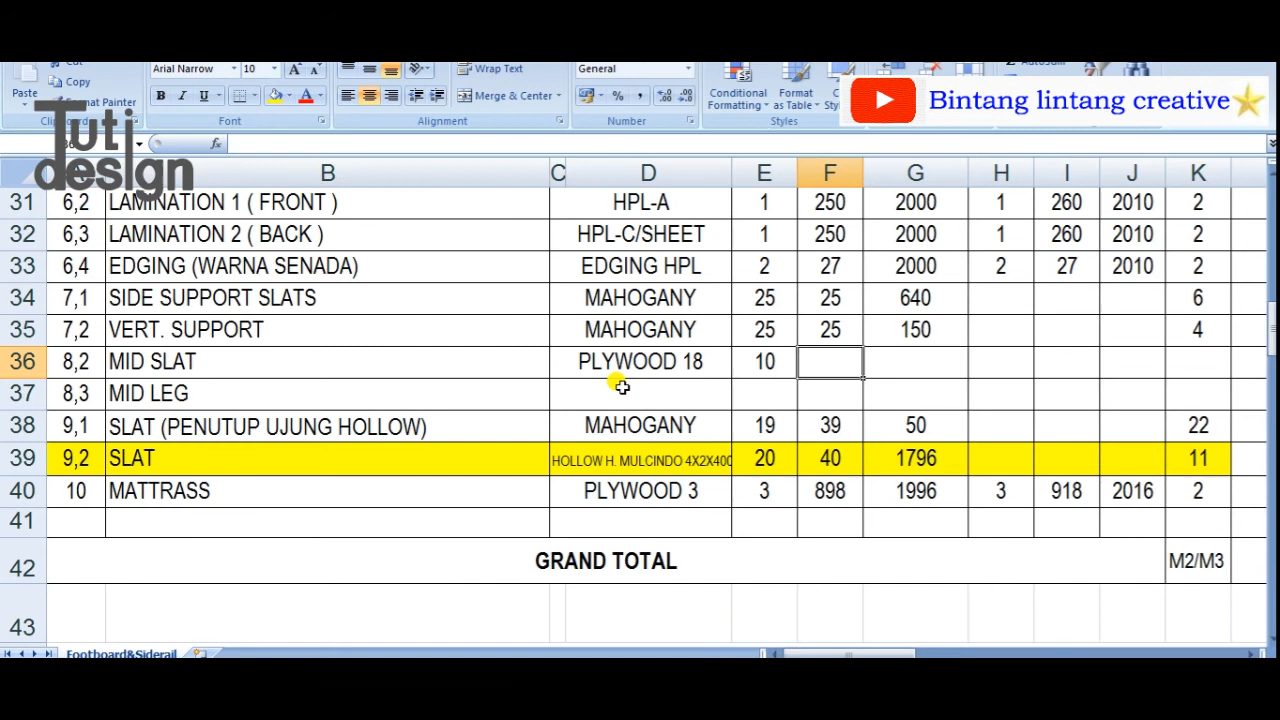 Cut
Copy
Paste
Format Painter
Clipboard
Arial Narrow 10 A A
B I U A
Font
Wrap Text
Merge & Center
Alignment
General
% ,
Number
Conditional Formatting
Format as Table
Styles
AutoSum
Bintang lintang creative
Tuti
design
fx
B C D E F G H I J K
31 6,2 LAMINATION 1 ( FRONT ) HPL-A 1 250 2000 1 260 2010 2
32 6,3 LAMINATION 2 ( BACK ) HPL-C/SHEET 1 250 2000 1 260 2010 2
33 6,4 EDGING (WARNA SENADA) EDGING HPL 2 27 2000 2 27 2010 2
34 7,1 SIDE SUPPORT SLATS MAHOGANY 25 25 640 6
35 7,2 VERT. SUPPORT MAHOGANY 25 25 150 4
36 8,2 MID SLAT PLYWOOD 18 10
37 8,3 MID LEG
38 9,1 SLAT (PENUTUP UJUNG HOLLOW) MAHOGANY 19 39 50 22
39 9,2 SLAT HOLLOW H. MULCINDO 4X2X400 20 40 1796 11
40 10 MATTRASS PLYWOOD 3 3 898 1996 3 918 2016 2
41
42 GRAND TOTAL M2/M3
43
Footboard&Siderail